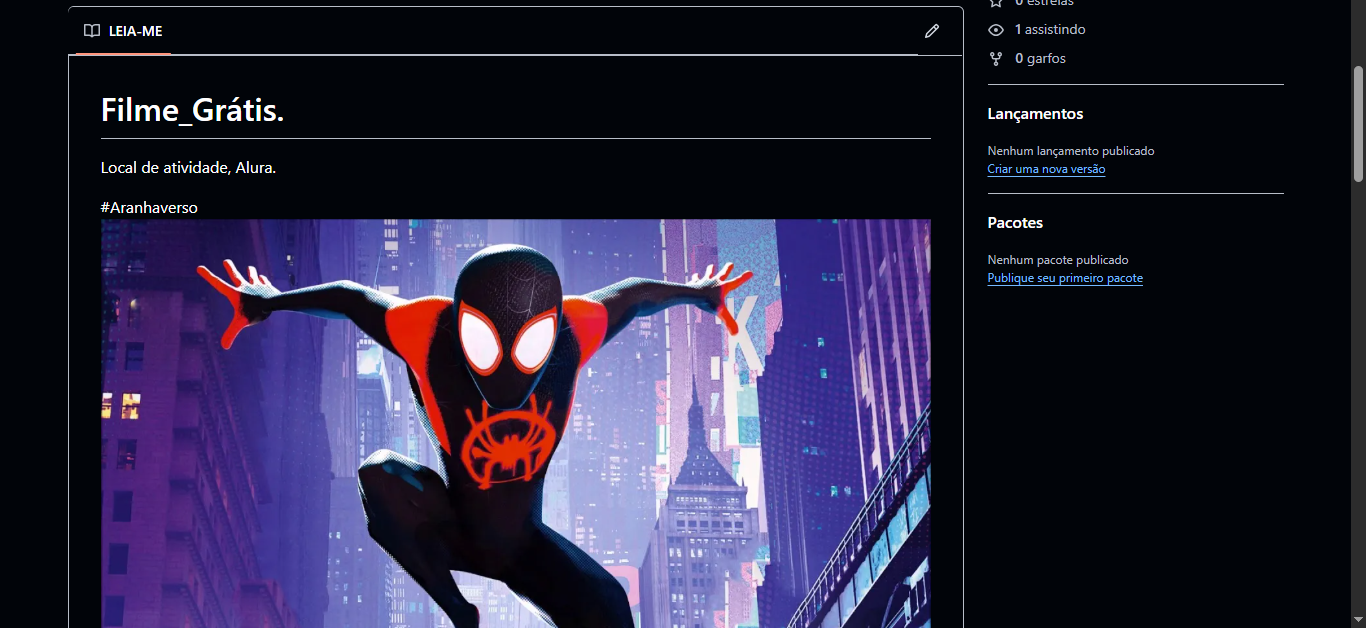 LEIA-ME
Filme_Grátis.
Local de atividade, Alura.
#Aranhaverso
K
0 estrelas
1 assistindo
0 garfos
Lançamentos
Nenhum lançamento publicado
Criar uma nova versão
Pacotes
Nenhum pacote publicado
Publique seu primeiro pacote